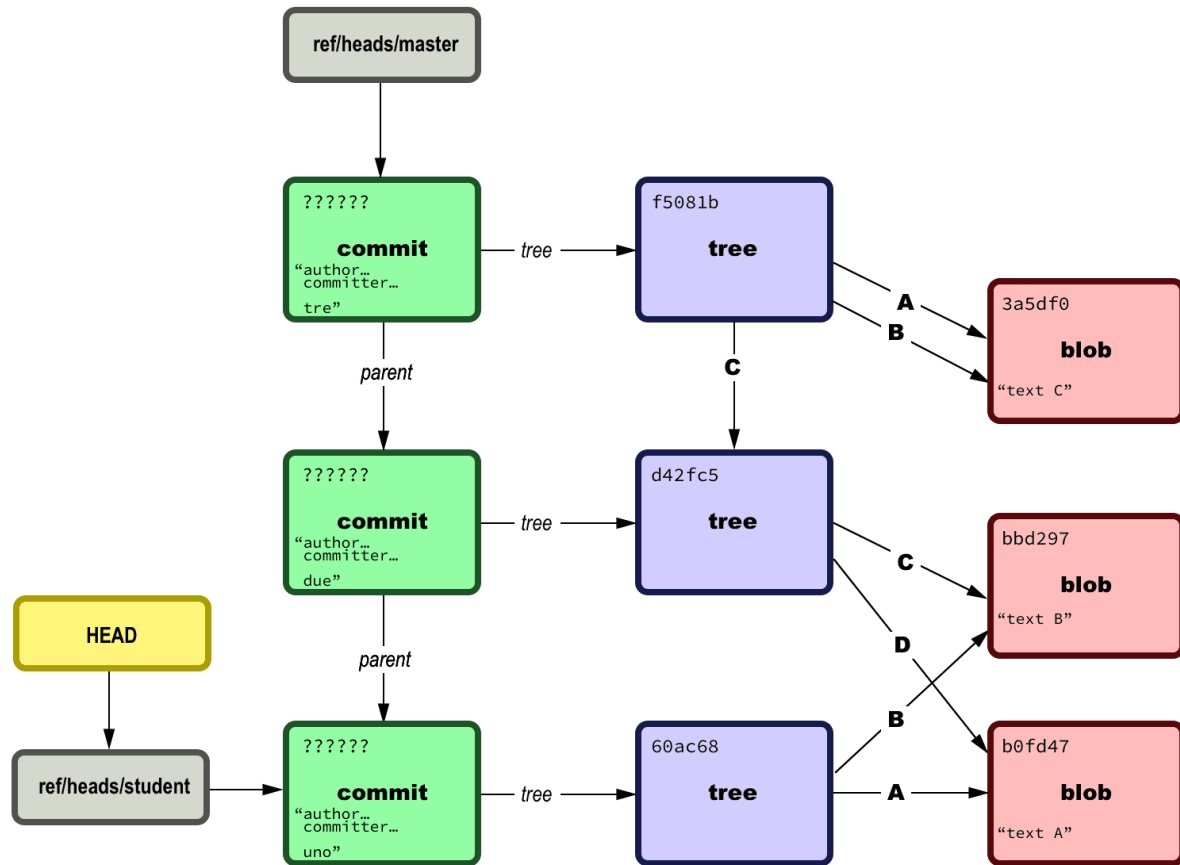 ref/heads/master
??????
commit
“author…
committer…
tre”
tree
f5081b
tree
A
B
3a5df0
blob
“text C”
parent
C
??????
commit
“author…
committer…
due”
tree
d42fc5
tree
C
D
bbd297
blob
“text B”
HEAD
parent
B
ref/heads/student
??????
commit
“author…
committer…
uno”
tree
60ac68
tree
A
b0fd47
blob
“text A”